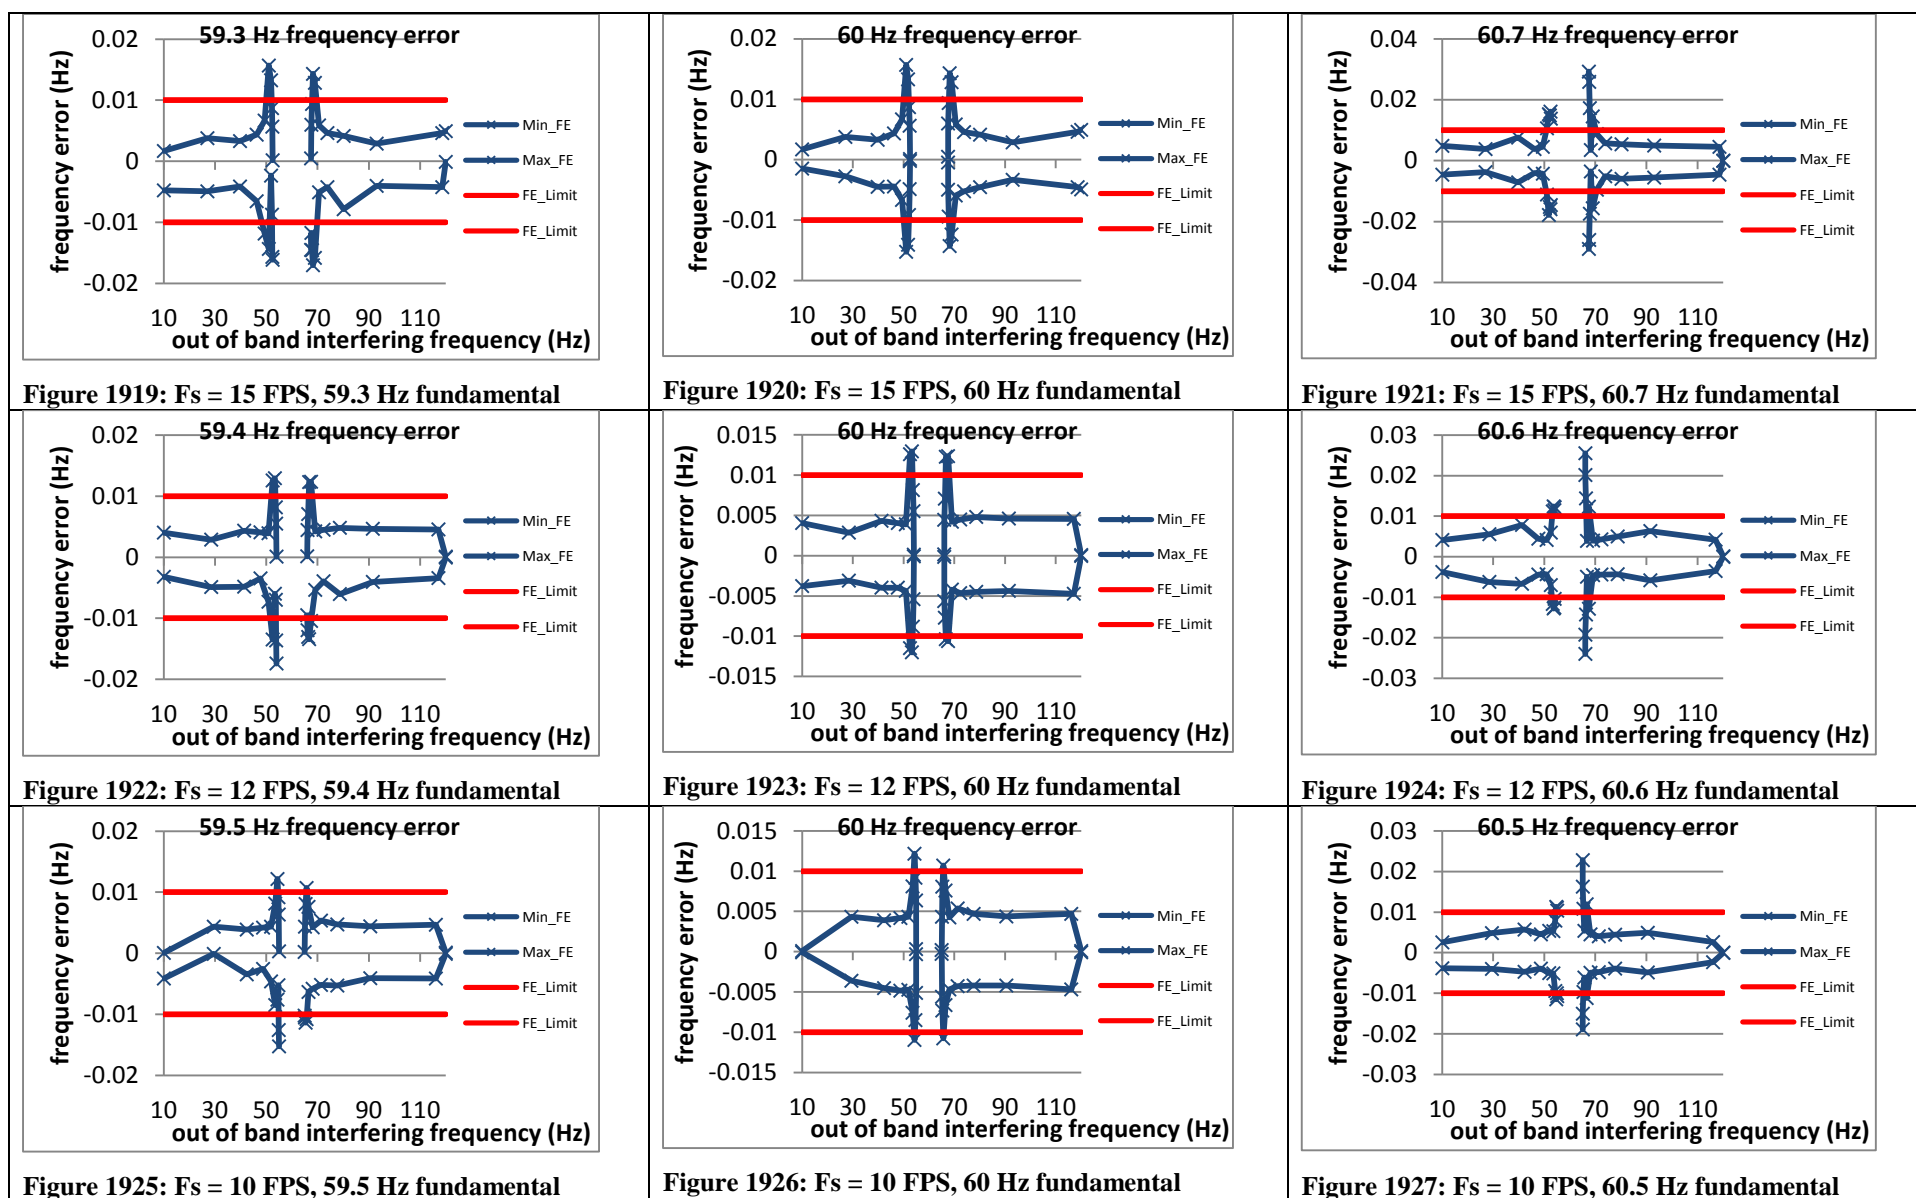 59.3 Hz frequency error
frequency error (Hz)
0.02
0.01
0
-0.01
-0.02
10 30 50 70 90 110
out of band interfering frequency (Hz)
Min_FE
Max_FE
FE_Limit
FE_Limit
Figure 1919: Fs = 15 FPS, 59.3 Hz fundamental
60 Hz frequency error
frequency error (Hz)
0.02
0.01
0
-0.01
-0.02
10 30 50 70 90 110
out of band interfering frequency (Hz)
Min_FE
Max_FE
FE_Limit
FE_Limit
Figure 1920: Fs = 15 FPS, 60 Hz fundamental
60.7 Hz frequency error
frequency error (Hz)
0.04
0.02
0
-0.02
-0.04
10 30 50 70 90 110
out of band interfering frequency (Hz)
Min_FE
Max_FE
FE_Limit
FE_Limit
Figure 1921: Fs = 15 FPS, 60.7 Hz fundamental
59.4 Hz frequency error
frequency error (Hz)
0.02
0.01
0
-0.01
-0.02
10 30 50 70 90 110
out of band interfering frequency (Hz)
Min_FE
Max_FE
FE_Limit
FE_Limit
Figure 1922: Fs = 12 FPS, 59.4 Hz fundamental
60 Hz frequency error
frequency error (Hz)
0.015
0.01
0.005
0
-0.005
-0.01
-0.015
10 30 50 70 90 110
out of band interfering frequency (Hz)
Min_FE
Max_FE
FE_Limit
FE_Limit
Figure 1923: Fs = 12 FPS, 60 Hz fundamental
60.6 Hz frequency error
frequency error (Hz)
0.03
0.02
0.01
0
-0.01
-0.02
-0.03
10 30 50 70 90 110
out of band interfering frequency (Hz)
Min_FE
Max_FE
FE_Limit
FE_Limit
Figure 1924: Fs = 12 FPS, 60.6 Hz fundamental
59.5 Hz frequency error
frequency error (Hz)
0.02
0.01
0
-0.01
-0.02
10 30 50 70 90 110
out of band interfering frequency (Hz)
Min_FE
Max_FE
FE_Limit
FE_Limit
Figure 1925: Fs = 10 FPS, 59.5 Hz fundamental
60 Hz frequency error
frequency error (Hz)
0.015
0.01
0.005
0
-0.005
-0.01
-0.015
10 30 50 70 90 110
out of band interfering frequency (Hz)
Min_FE
Max_FE
FE_Limit
FE_Limit
Figure 1926: Fs = 10 FPS, 60 Hz fundamental
60.5 Hz frequency error
frequency error (Hz)
0.03
0.02
0.01
0
-0.01
-0.02
-0.03
10 30 50 70 90 110
out of band interfering frequency (Hz)
Min_FE
Max_FE
FE_Limit
FE_Limit
Figure 1927: Fs = 10 FPS, 60.5 Hz fundamental